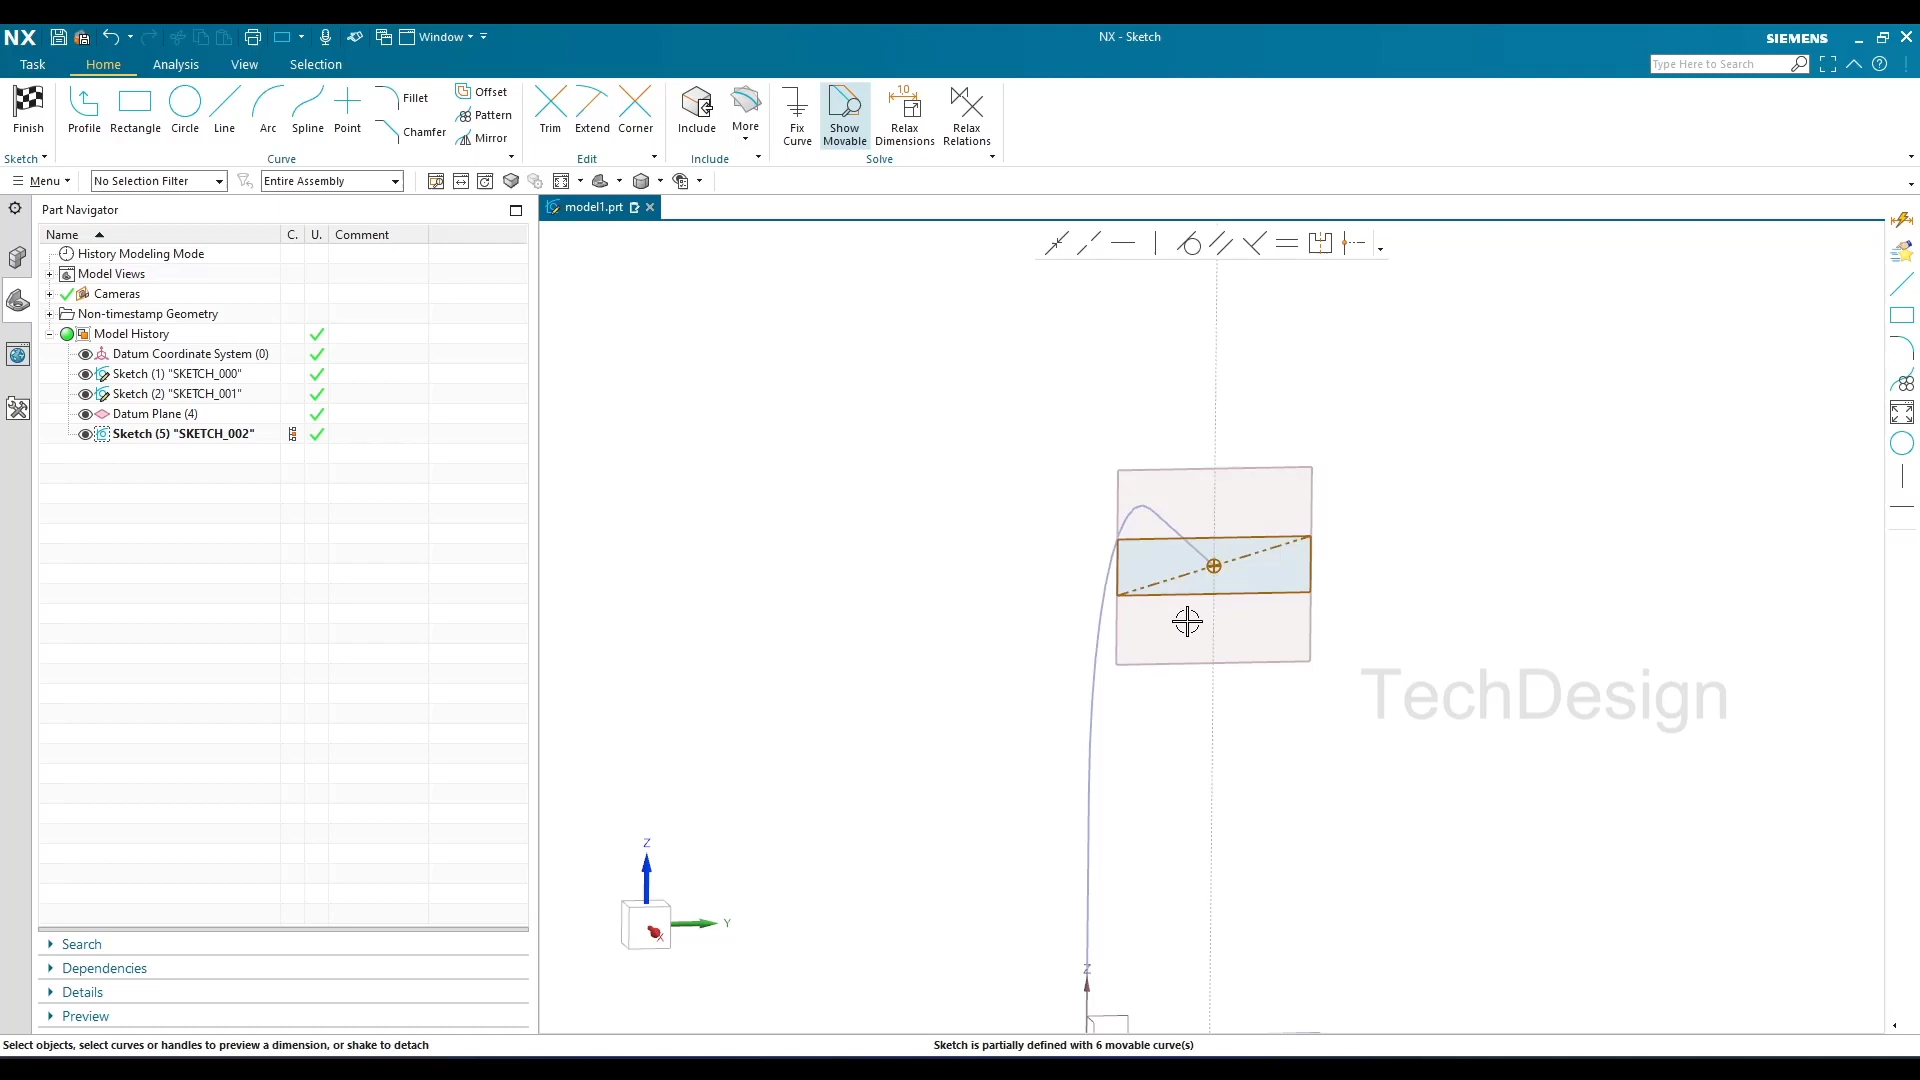 NX
Window
NX - Sketch
SIEMENS
Task
Home
Analysis
View
Selection
Type Here to Search
Finish
Profile
Rectangle
Circle
Line
Arc
Spline
Point
Fillet
Chamfer
Offset
Pattern
Mirror
Trim
Extend
Corner
Include
More
Fix
Curve
Show
Movable
1,0
Relax
Dimensions
Relax
Relations
Sketch
Curve
Edit
Include
Solve
Menu
No Selection Filter
Entire Assembly
Part Navigator
model1.prt
Name
C.
U.
Comment
History Modeling Mode
Model Views
Cameras
Non-timestamp Geometry
Model History
Datum Coordinate System (0)
Sketch (1) "SKETCH_000"
Sketch (2) "SKETCH_001"
Datum Plane (4)
Sketch (5) "SKETCH_002"
TechDesign
Z
Y
X
Z
Search
Dependencies
Details
Preview
Select objects, select curves or handles to preview a dimension, or shake to detach
Sketch is partially defined with 6 movable curve(s)